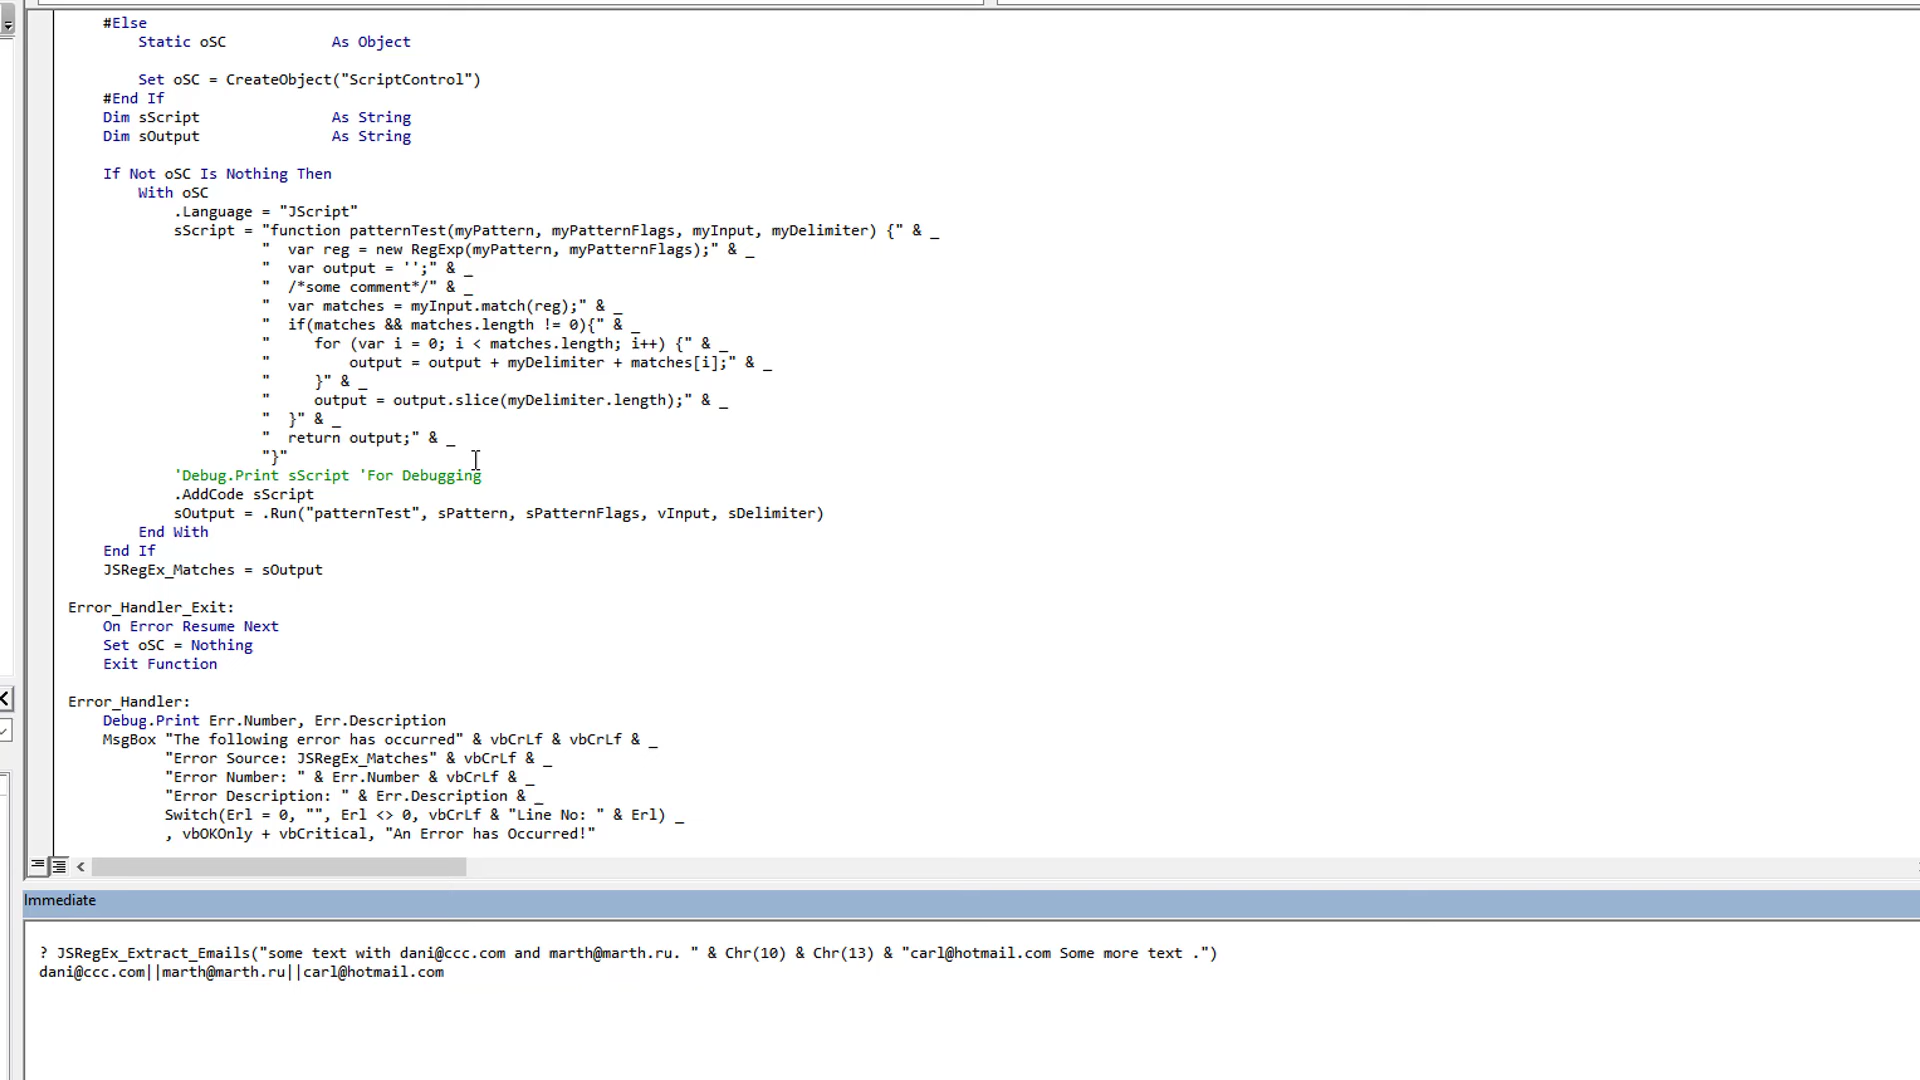 #Else
Static oSC As Object
Set oSC = CreateObject("ScriptControl")
#End If
Dim sScript As String
Dim sOutput As String
If Not oSC Is Nothing Then
With oSC
.Language = "JScript"
sScript = "function patternTest(myPattern, myPatternFlags, myInput, myDelimiter) {" & _
"  var reg = new RegExp(myPattern, myPatternFlags);" & _
"  var output = '';" & _
"  /*some comment*/" & _
"  var matches = myInput.match(reg);" & _
"  if(matches && matches.length != 0){" & _
"     for (var i = 0; i < matches.length; i++) {" & _
"         output = output + myDelimiter + matches[i];" & _
"     }" & _
"     output = output.slice(myDelimiter.length);" & _
"  }" & _
"  return output;" & _
"}"
'Debug.Print sScript 'For Debugging
.AddCode sScript
sOutput = .Run("patternTest", sPattern, sPatternFlags, vInput, sDelimiter)
End With
End If
JSRegEx_Matches = sOutput
Error_Handler_Exit:
On Error Resume Next
Set oSC = Nothing
Exit Function
Error_Handler:
Debug.Print Err.Number, Err.Description
MsgBox "The following error has occurred" & vbCrLf & vbCrLf & _
"Error Source: JSRegEx_Matches" & vbCrLf & _
"Error Number: " & Err.Number & vbCrLf & _
"Error Description: " & Err.Description & _
Switch(Erl = 0, "", Erl <> 0, vbCrLf & "Line No: " & Erl) _
, vbOKOnly + vbCritical, "An Error has Occurred!"
Immediate
? JSRegEx_Extract_Emails("some text with dani@ccc.com and marth@marth.ru. " & Chr(10) & Chr(13) & "carl@hotmail.com Some more text .")
dani@ccc.com||marth@marth.ru||carl@hotmail.com